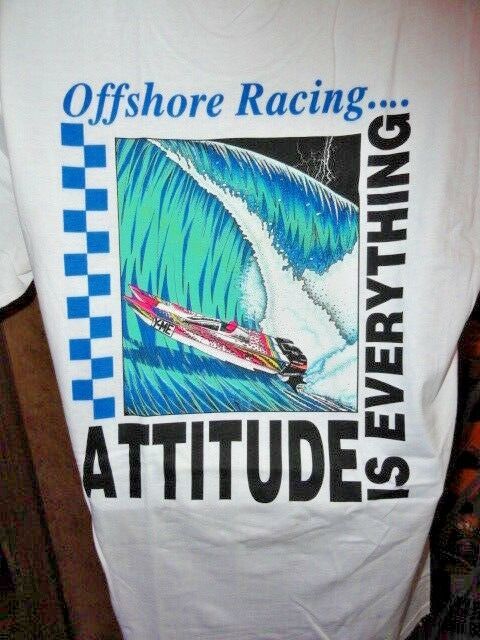 Offshore Racing....
ATTITUDE
IS EVERYTHING